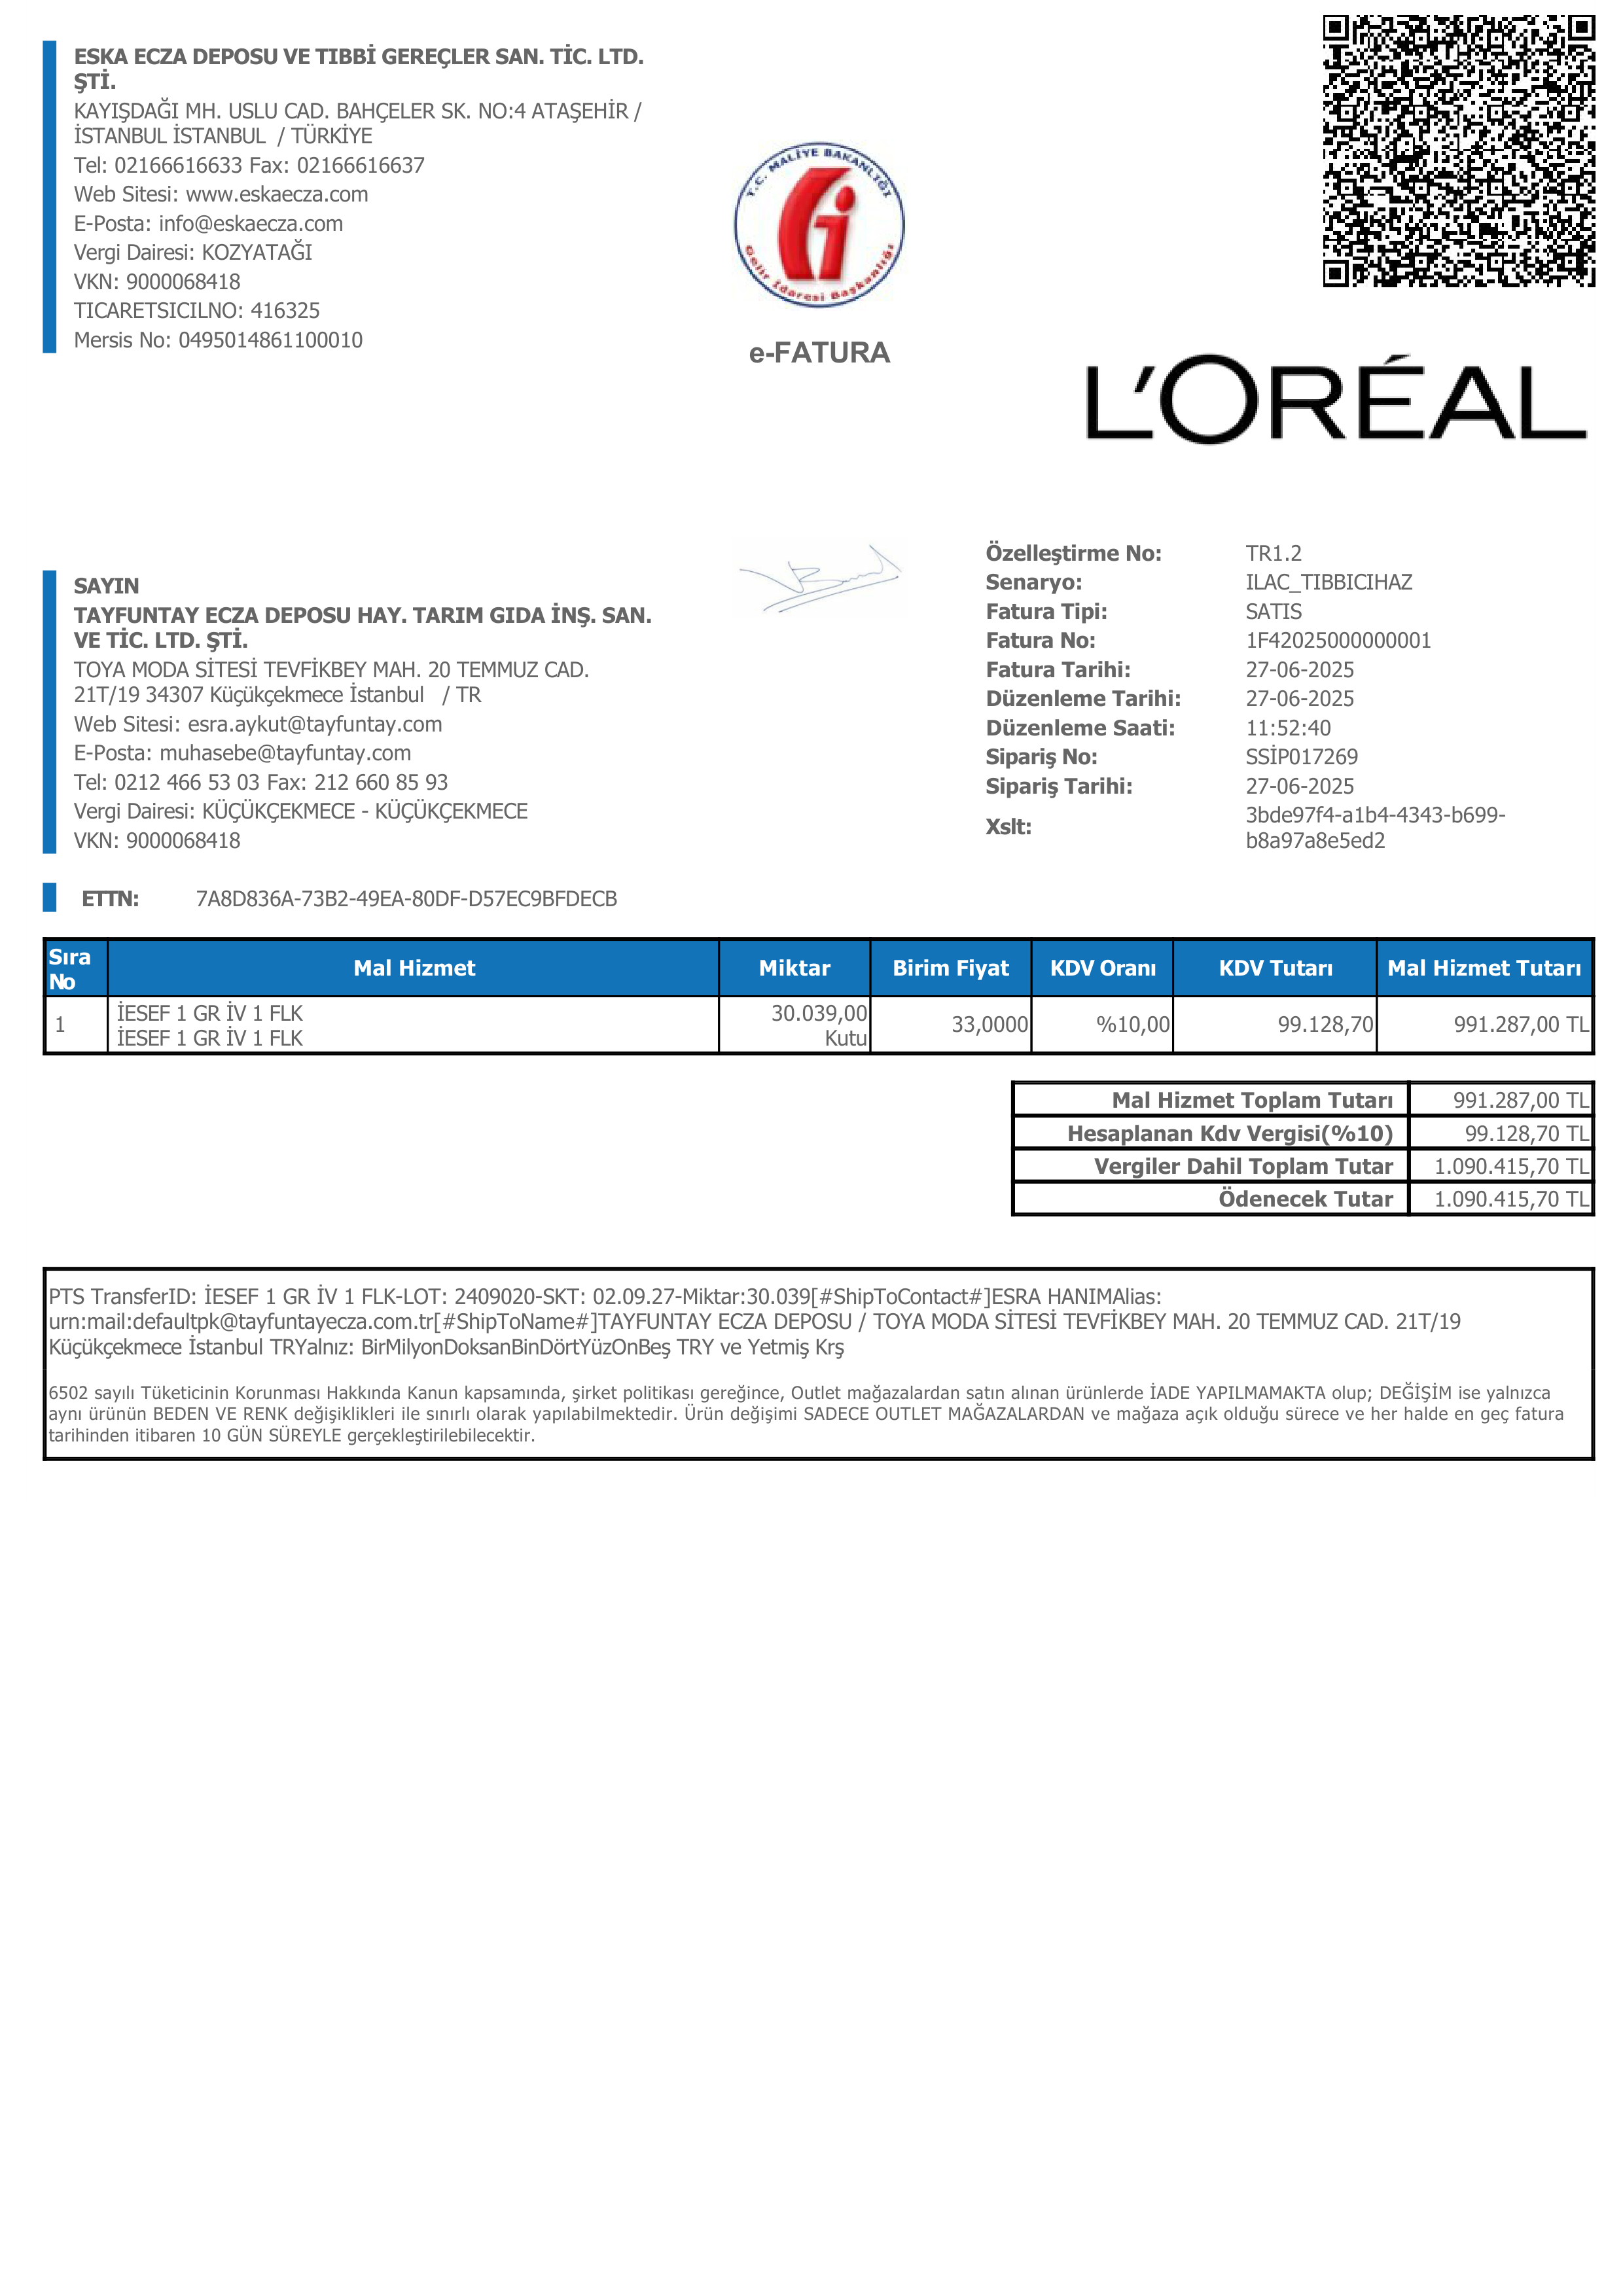 ESKA ECZA DEPOSU VE TIBBİ GEREÇLER SAN. TİC. LTD.
ŞTİ.
KAYIŞDAĞI MH. USLU CAD. BAHÇELER SK. NO:4 ATAŞEHİR /
İSTANBUL İSTANBUL / TÜRKİYE
Tel: 02166616633 Fax: 02166616637
Web Sitesi: www.eskaecza.com
E-Posta: info@eskaecza.com
Vergi Dairesi: KOZYATAĞI
VKN: 9000068418
TICARETSICILNO: 416325
Mersis No: 0495014861100010
T.C. MALİYE BAKANLIĞI
Gelir İdaresi Başkanlığı
e-FATURA
L'ORÉAL
SAYIN
TAYFUNTAY ECZA DEPOSU HAY. TARIM GIDA İNŞ. SAN.
VE TİC. LTD. ŞTİ.
TOYA MODA SİTESİ TEVFİKBEY MAH. 20 TEMMUZ CAD.
21T/19 34307 Küçükçekmece İstanbul / TR
Web Sitesi: esra.aykut@tayfuntay.com
E-Posta: muhasebe@tayfuntay.com
Tel: 0212 466 53 03 Fax: 212 660 85 93
Vergi Dairesi: KÜÇÜKÇEKMECE - KÜÇÜKÇEKMECE
VKN: 9000068418
Özelleştirme No: TR1.2
Senaryo: ILAC_TIBBICIHAZ
Fatura Tipi: SATIS
Fatura No: 1F42025000000001
Fatura Tarihi: 27-06-2025
Düzenleme Tarihi: 27-06-2025
Düzenleme Saati: 11:52:40
Sipariş No: SSİP017269
Sipariş Tarihi: 27-06-2025
Xslt: 3bde97f4-a1b4-4343-b699-
b8a97a8e5ed2
ETTN: 7A8D836A-73B2-49EA-80DF-D57EC9BFDECB
Sıra No Mal Hizmet Miktar Birim Fiyat KDV Oranı KDV Tutarı Mal Hizmet Tutarı
1 İESEF 1 GR İV 1 FLK 30.039,00 33,0000 %10,00 99.128,70 991.287,00 TL
İESEF 1 GR İV 1 FLK Kutu
Mal Hizmet Toplam Tutarı 991.287,00 TL
Hesaplanan Kdv Vergisi(%10) 99.128,70 TL
Vergiler Dahil Toplam Tutar 1.090.415,70 TL
Ödenecek Tutar 1.090.415,70 TL
PTS TransferID: İESEF 1 GR İV 1 FLK-LOT: 2409020-SKT: 02.09.27-Miktar:30.039[#ShipToContact#]ESRA HANIMAlias:
urn:mail:defaultpk@tayfuntayecza.com.tr[#ShipToName#]TAYFUNTAY ECZA DEPOSU / TOYA MODA SİTESİ TEVFİKBEY MAH. 20 TEMMUZ CAD. 21T/19
Küçükçekmece İstanbul TRYalnız: BirMilyonDoksanBinDörtYüzOnBeş TRY ve Yetmiş Krş
6502 sayılı Tüketicinin Korunması Hakkında Kanun kapsamında, şirket politikası gereğince, Outlet mağazalardan satın alınan ürünlerde İADE YAPILMAMAKTA olup; DEĞİŞİM ise yalnızca
aynı ürünün BEDEN VE RENK değişiklikleri ile sınırlı olarak yapılabilmektedir. Ürün değişimi SADECE OUTLET MAĞAZALARDAN ve mağaza açık olduğu sürece ve her halde en geç fatura
tarihinden itibaren 10 GÜN SÜREYLE gerçekleştirilebilecektir.